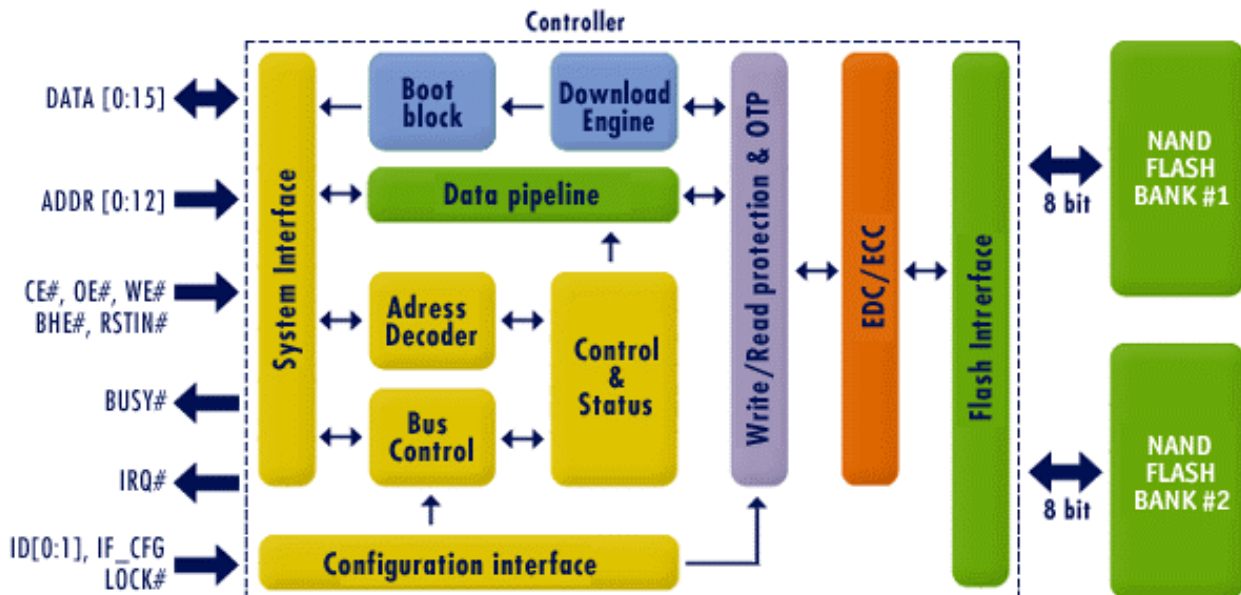 Controller
DATA [0:15]
ADDR [0:12]
CE#, OE#, WE#
BHE#, RSTIN#
BUSY#
IRQ#
ID[0:1], IF_CFG
LOCK#
System Interface
Boot
block
Download
Engine
Data pipeline
Adress
Decoder
Bus
Control
Control
&
Status
Configuration interface
Write/Read protection & OTP
EDC/ECC
Flash Intrerface
8 bit
8 bit
NAND
FLASH
BANK #1
NAND
FLASH
BANK #2